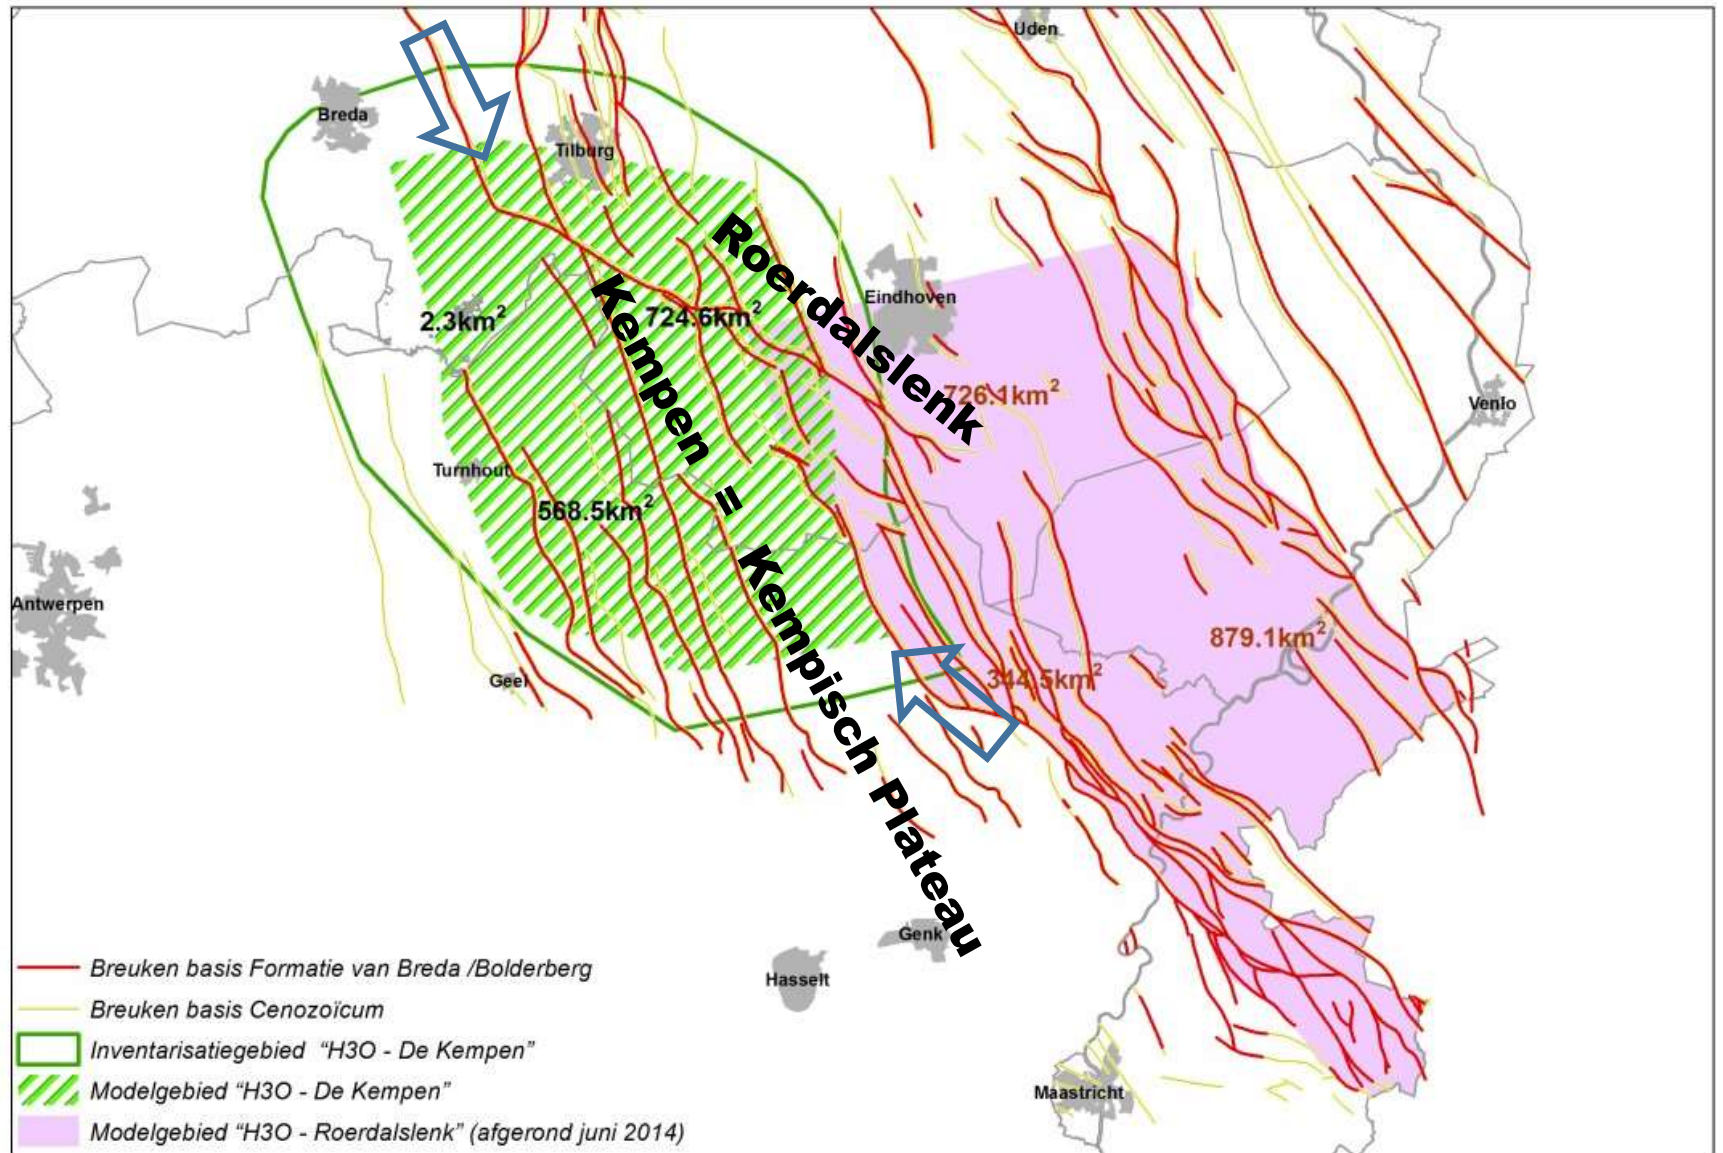 Uden
Breda
Tilburg
Roerdalslenk
Eindhoven
2.3km²
724.6km²
Kempen = Kempisch Plateau
726.1km²
Venlo
Turnhout
568.5km²
Antwerpen
879.1km²
Geel
344.5km²
Genk
Hasselt
Maastricht
Breuken basis Formatie van Breda /Bolderberg
Breuken basis Cenozoïcum
Inventarisatiegebied "H3O - De Kempen"
Modelgebied "H3O - De Kempen"
Modelgebied "H3O - Roerdalslenk" (afgerond juni 2014)